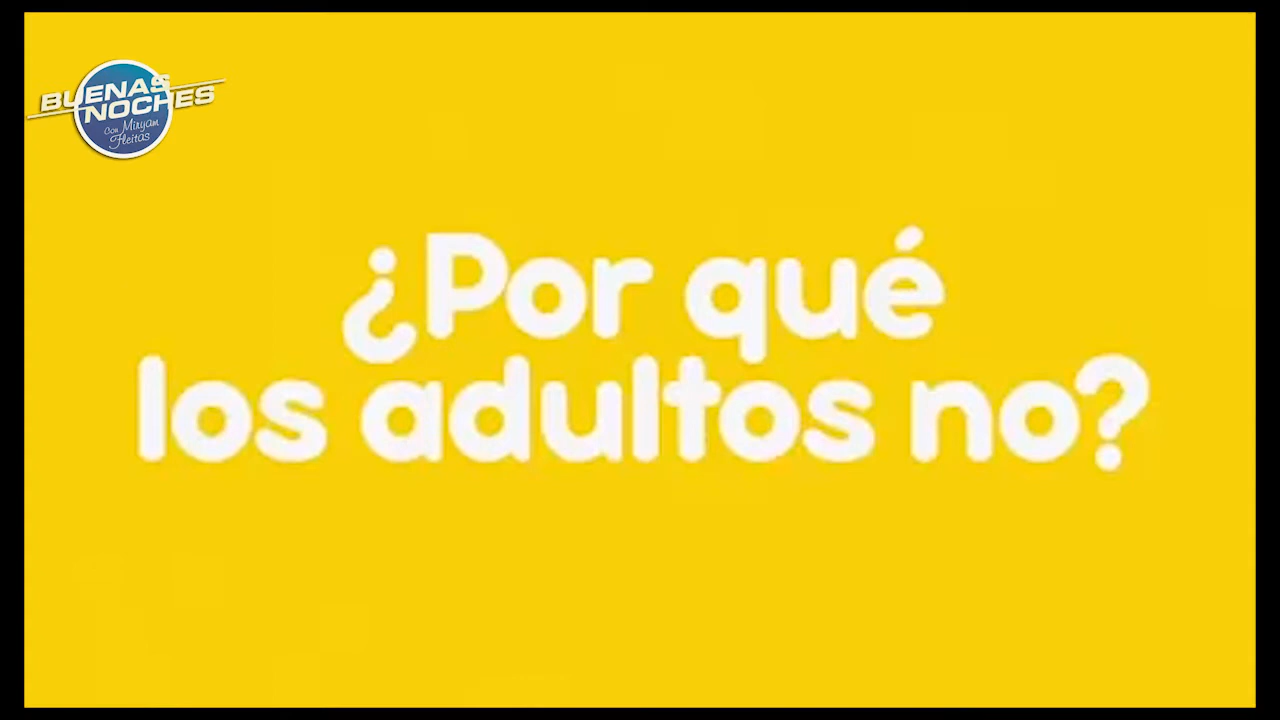 BUENAS
NOCHES
Con Miryam
Fleitas
¿Por qué
los adultos no?